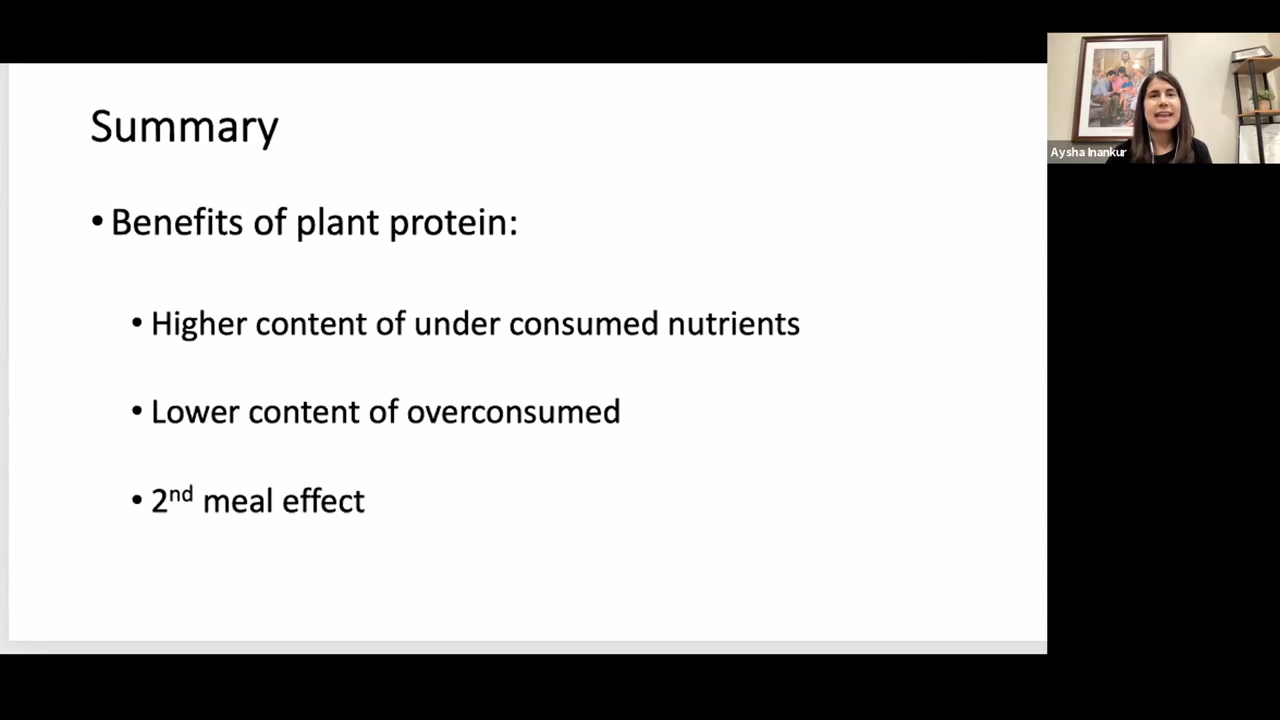 Summary
• Benefits of plant protein:
• Higher content of under consumed nutrients
• Lower content of overconsumed
• 2nd meal effect
Aysha Inankur